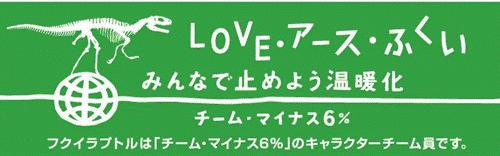 LOVE・アース・ふくい
みんなで止めよう温暖化
チーム・マイナス6%
フクイラプトルは「チーム・マイナス6%」のキャラクターチーム員です。